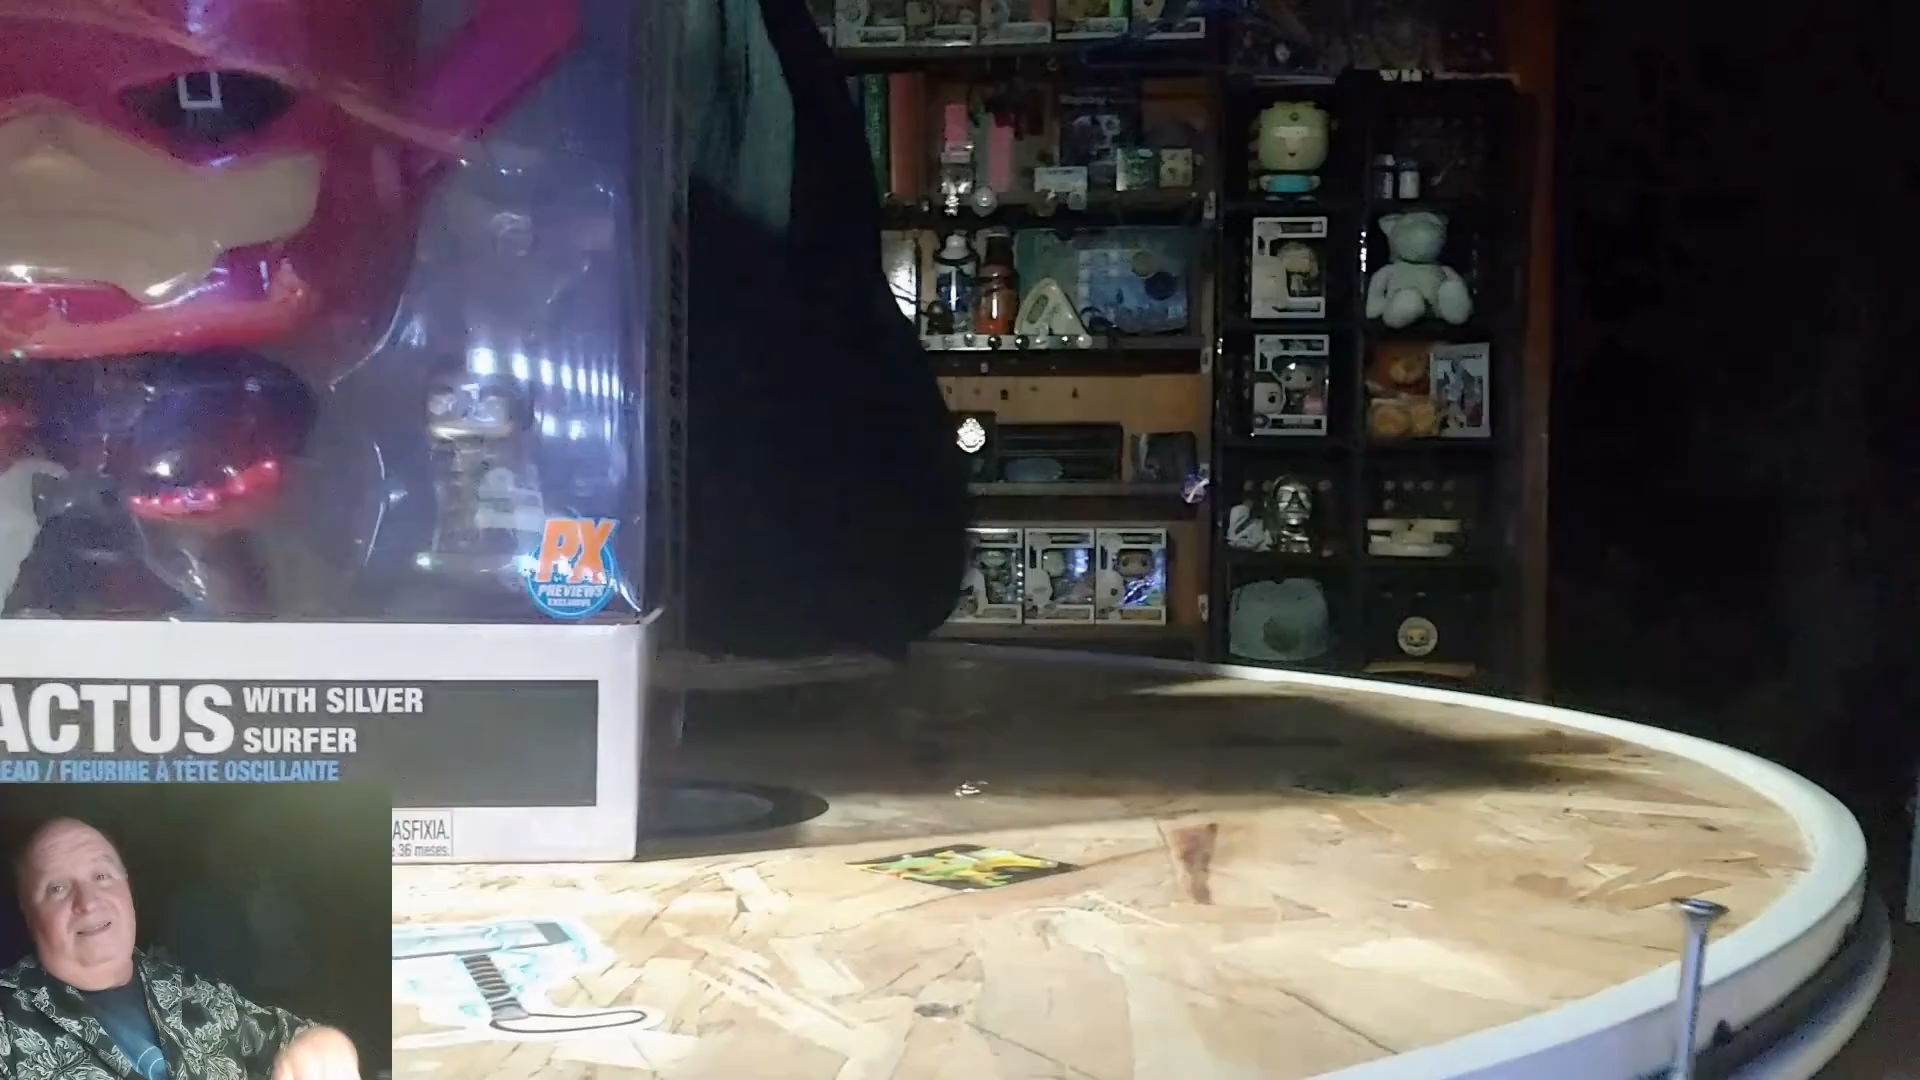 PX
PREVIEWS
EXCLUSIVE
ACTUS WITH SILVER
SURFER
EAD / FIGURINE À TÊTE OSCILLANTE
ASFIXIA.
36 meses.